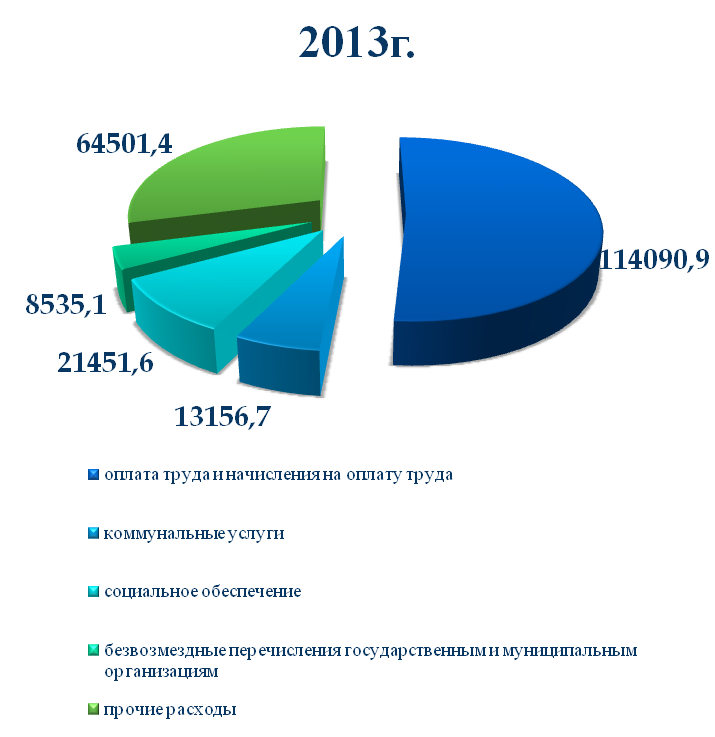 2013г.
64501,4
114090,9
8535,1
21451,6
13156,7
оплата труда и начисления на оплату труда
коммунальные услуги
социальное обеспечение
безвозмездные перечисления государственным и муниципальным
организациям
прочие расходы